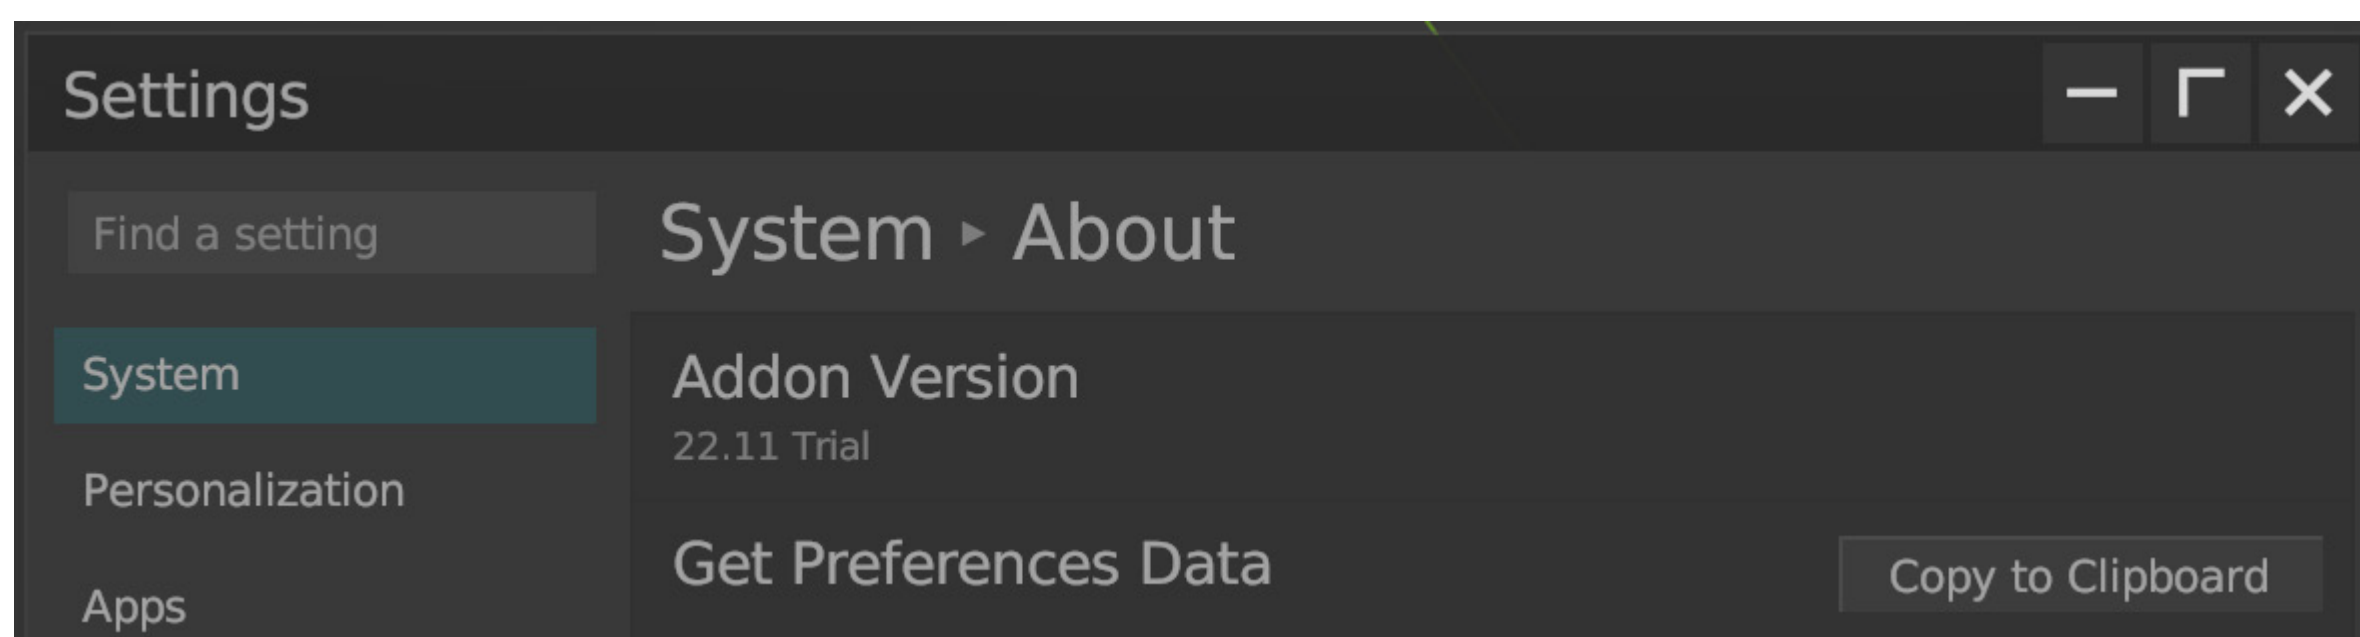 Settings
Find a setting
System ▸ About
System
Addon Version
22.11 Trial
Personalization
Get Preferences Data
Copy to Clipboard
Apps